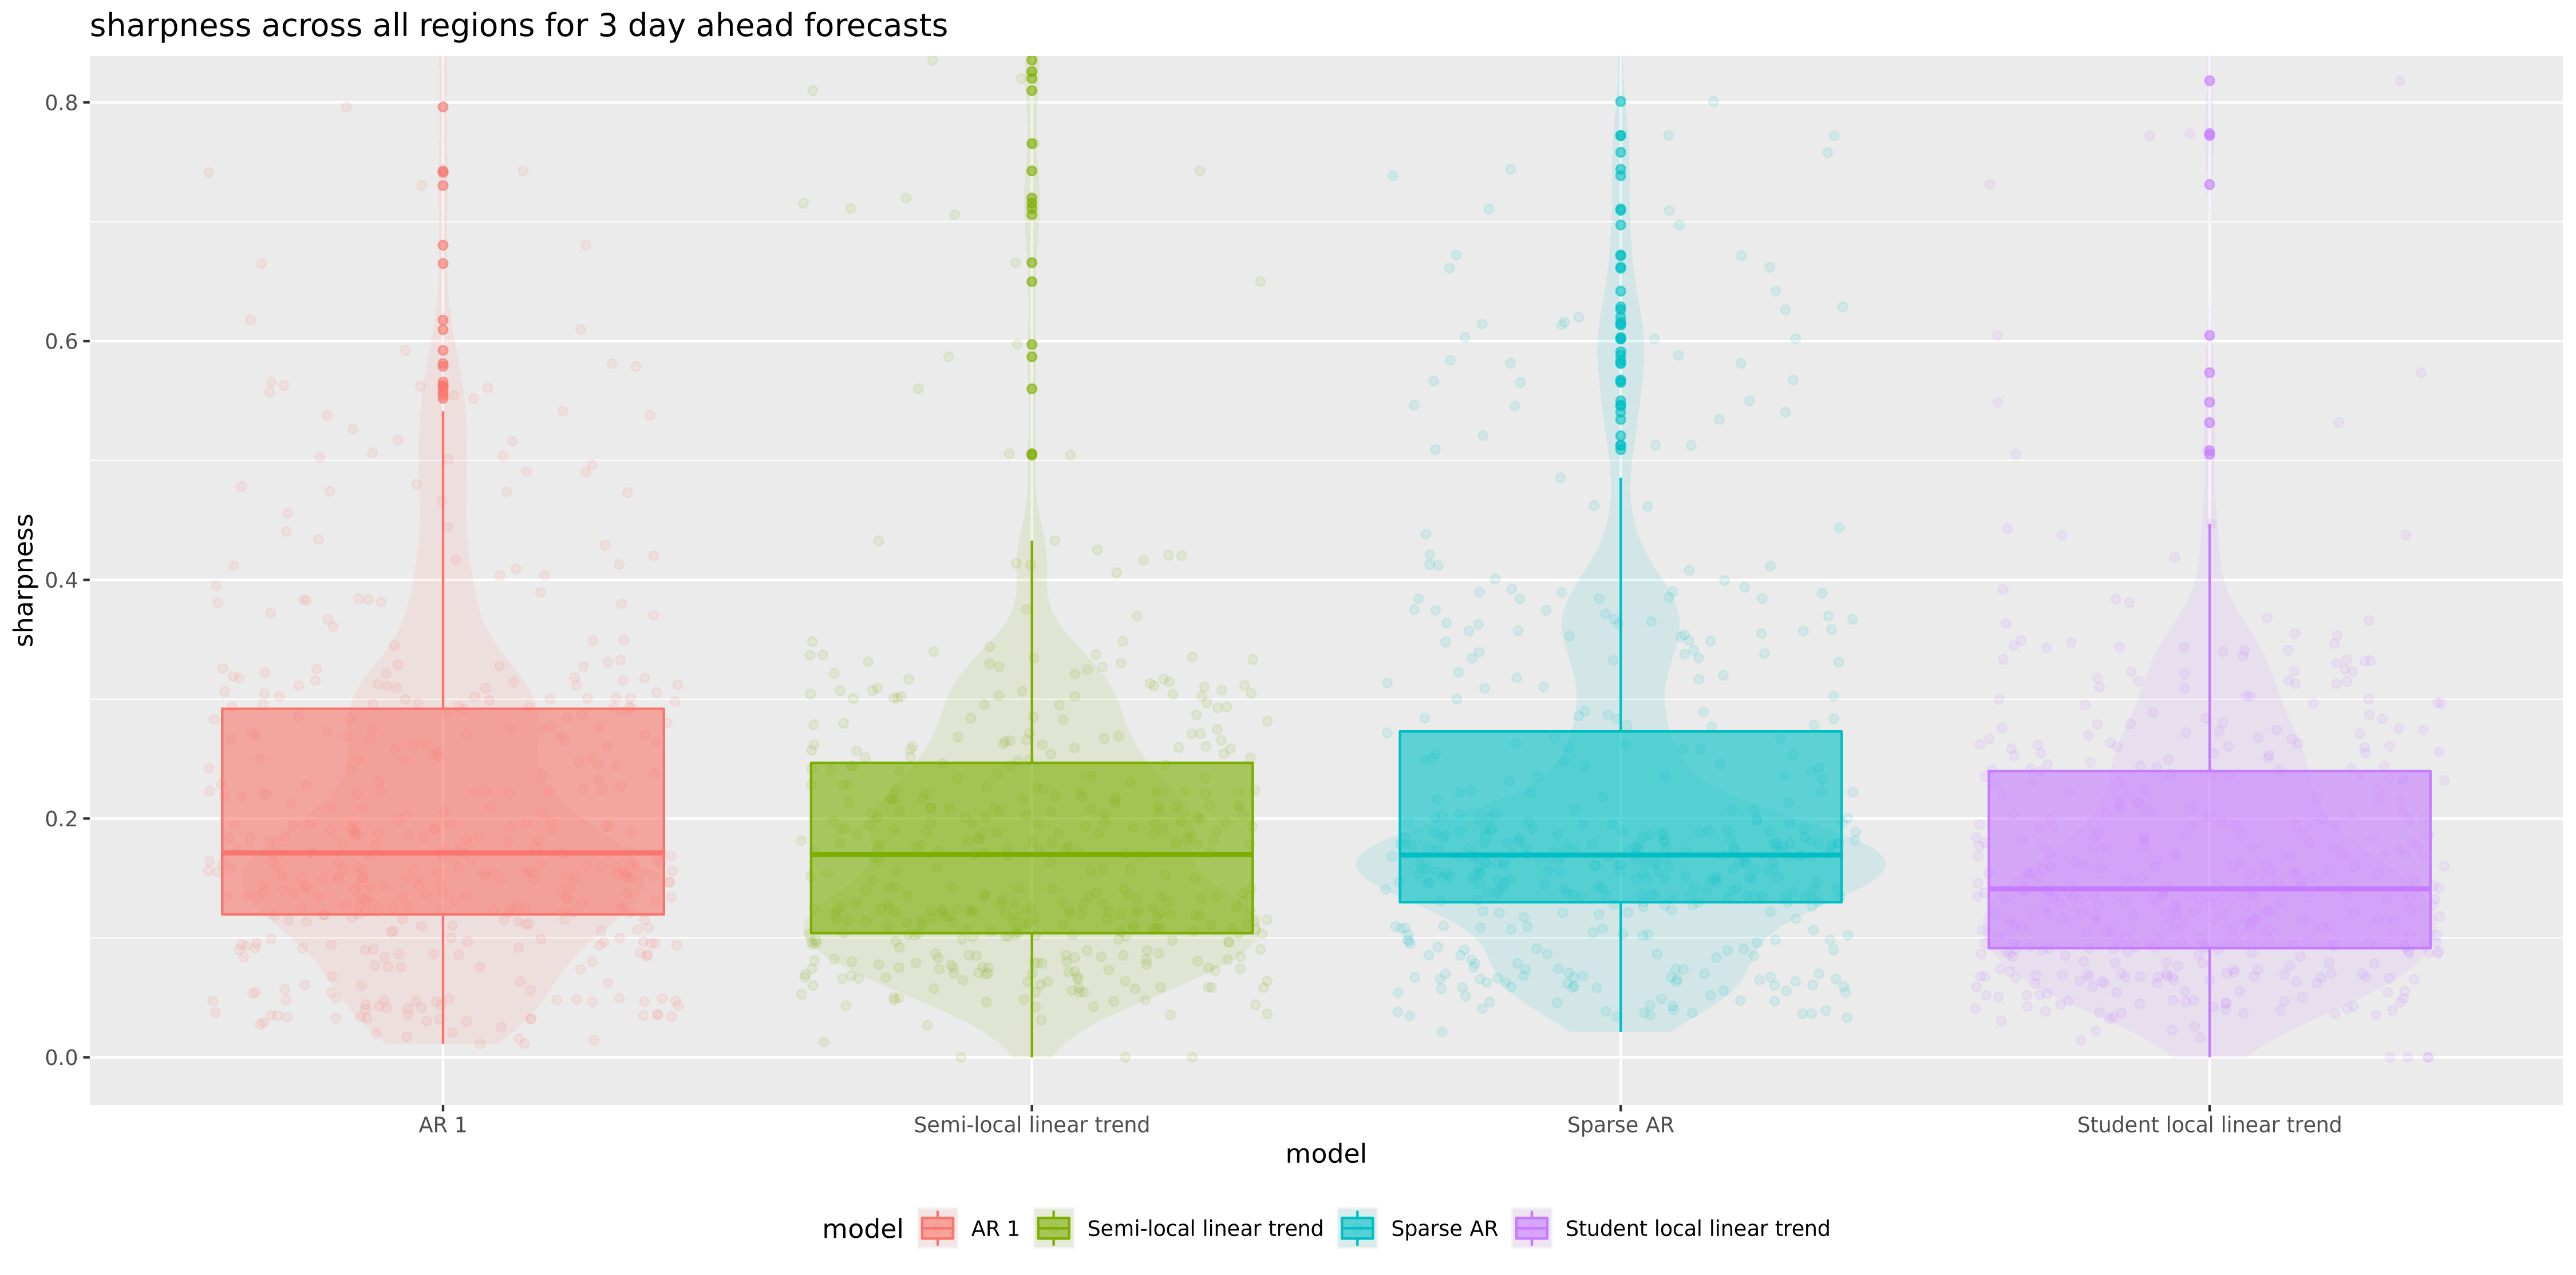 sharpness across all regions for 3 day ahead forecasts
0.8
0.6
0.4
0.2
0.0
sharpness
AR 1 Semi-local linear trend Sparse AR Student local linear trend
model
model AR 1 Semi-local linear trend Sparse AR Student local linear trend